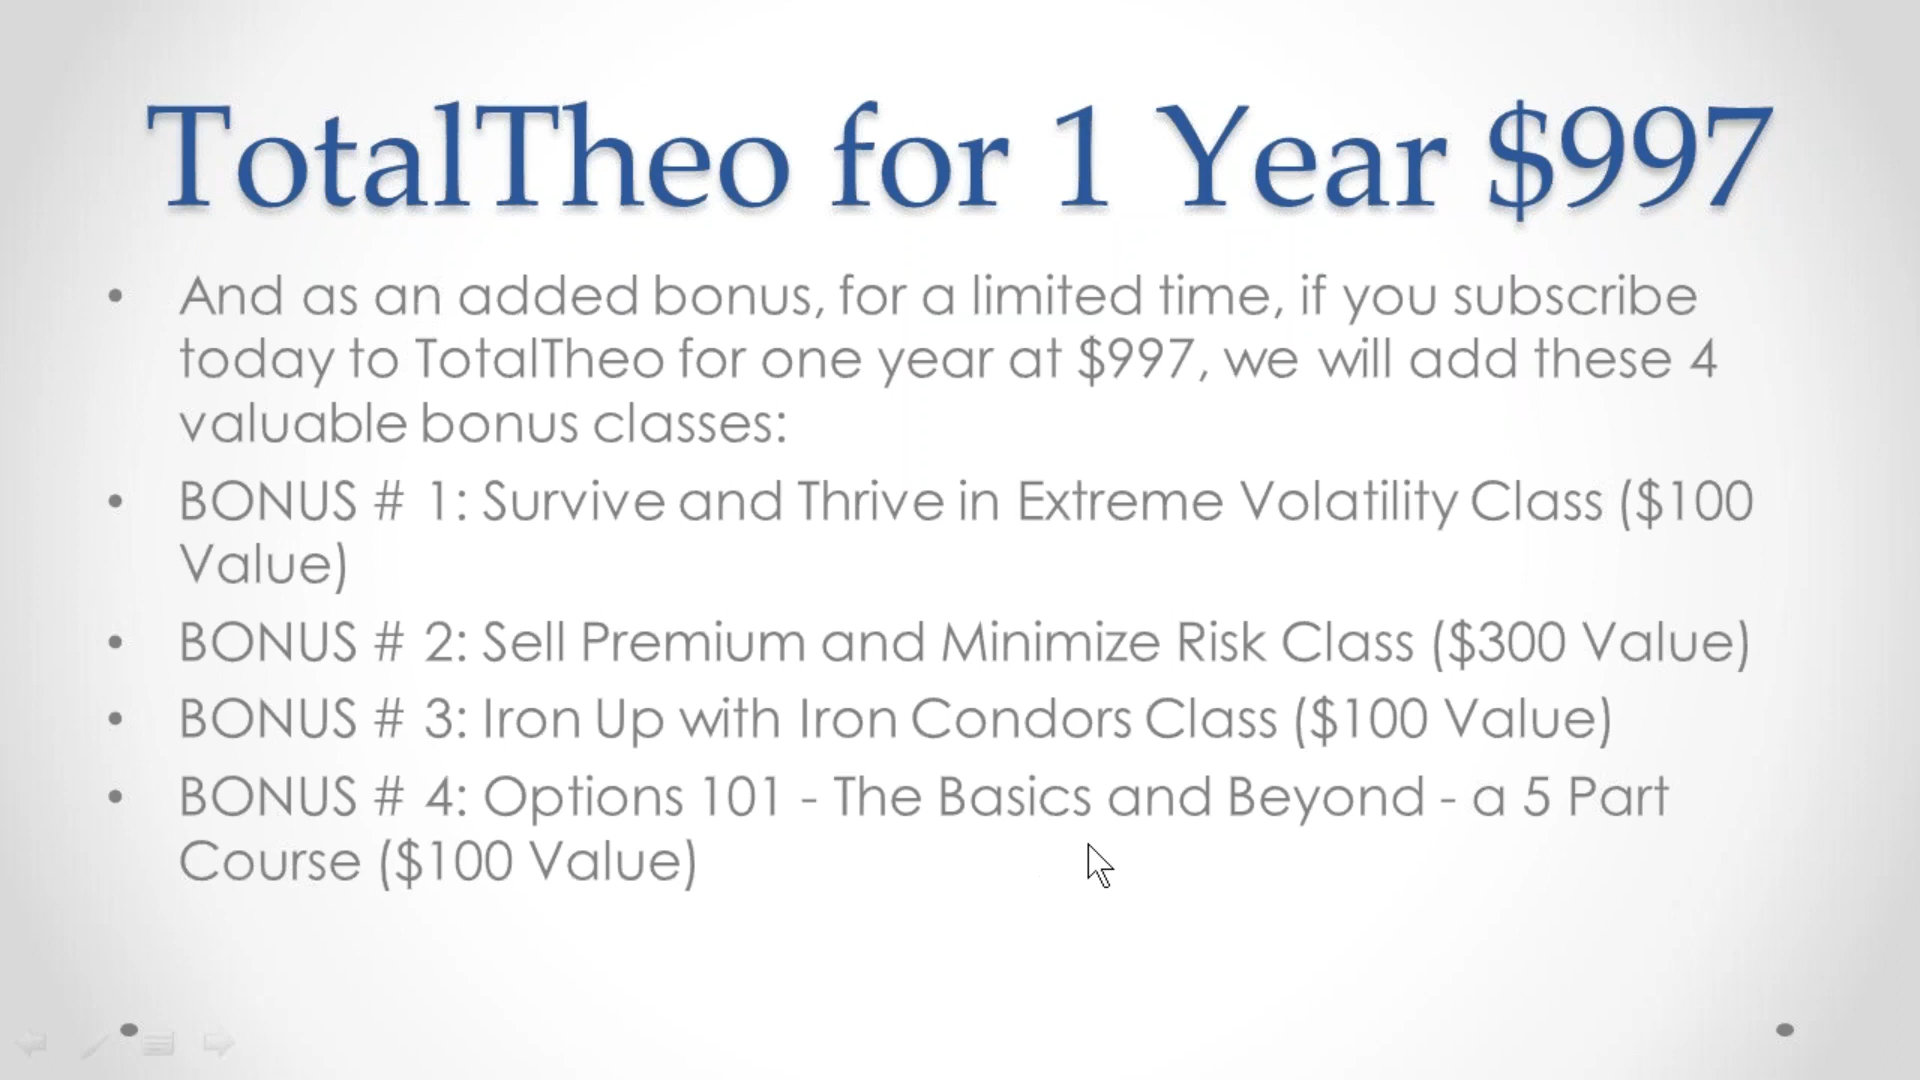 TotalTheo for 1 Year $997
• And as an added bonus, for a limited time, if you subscribe
today to TotalTheo for one year at $997, we will add these 4
valuable bonus classes:
• BONUS # 1: Survive and Thrive in Extreme Volatility Class ($100
Value)
• BONUS # 2: Sell Premium and Minimize Risk Class ($300 Value)
• BONUS # 3: Iron Up with Iron Condors Class ($100 Value)
• BONUS # 4: Options 101 - The Basics and Beyond - a 5 Part
Course ($100 Value)